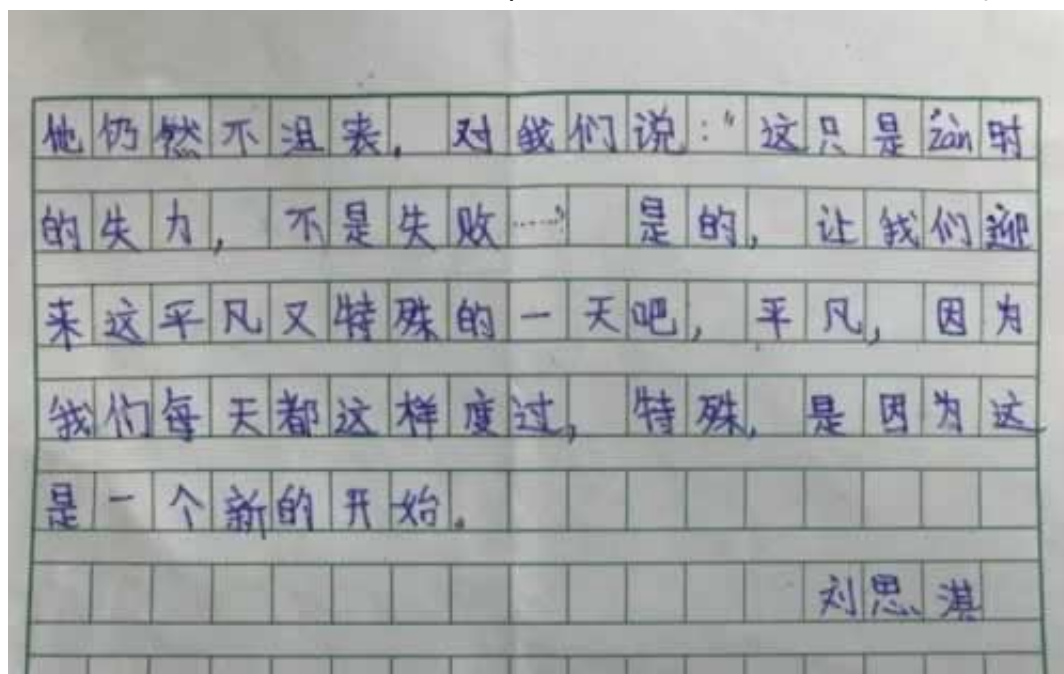 他仍然不沮丧，对我们说：“这只是zàn时
的失力，不是失败……”是的，让我们迎
来这平凡又特殊的一天吧，平凡，因为
我们每天都这样度过，特殊，是因为这
是一个新的开始。
刘思淇